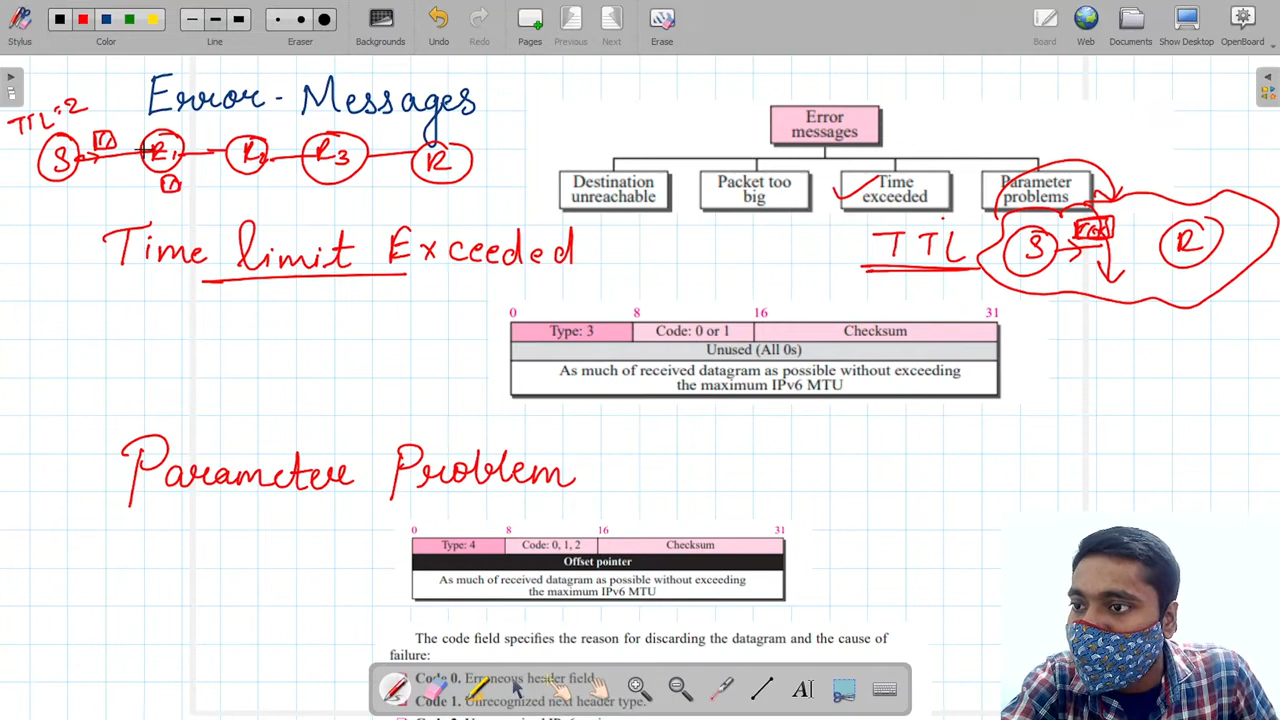 Stylus
Color
Line
Eraser
Backgrounds
Undo
Redo
Pages
Previous
Next
Erase
Board
Web
Documents
Show Desktop
OpenBoard
Error - Messages
TTL=2
S
R1
R2
R3
R
Error
messages
Destination
unreachable
Packet too
big
Time
exceeded
Parameter
problems
Time limit Exceeded
TTL
S
R
0 8 16 31
Type: 3 Code: 0 or 1 Checksum
Unused (All 0s)
As much of received datagram as possible without exceeding
the maximum IPv6 MTU
Parameter Problem
0 8 16 31
Type: 4 Code: 0, 1, 2 Checksum
Offset pointer
As much of received datagram as possible without exceeding
the maximum IPv6 MTU
The code field specifies the reason for discarding the datagram and the cause of
failure:
Code 0. Erroneous header field.
Code 1. Unrecognized next header type.